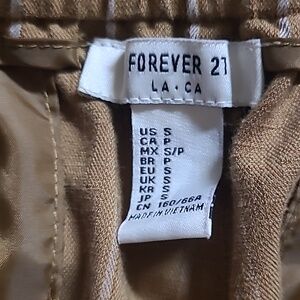 FOREVER 21
LA · CA
US S
CA P
MX S/P
BR P
EU S
UK S
KR S
JP S
CN 160/66A
MADE IN VIETNAM